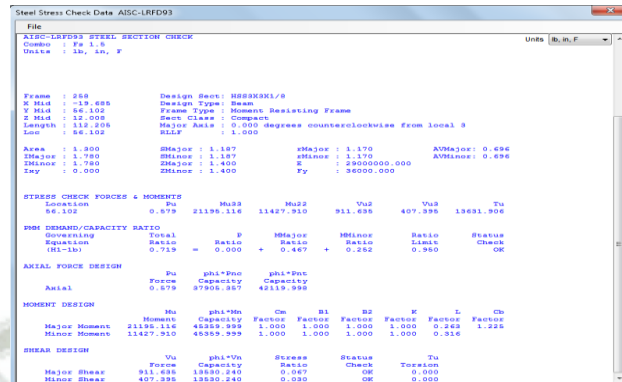 Steel Stress Check Data AISC-LRFD93
File
Units lb, in, F
AISC-LRFD93 STEEL SECTION CHECK
Combo : Fs 1.5
Units : lb, in, F
Frame : 258 Design Sect: HSS3X3X1/8
X Mid : -19.685 Design Type: Beam
Y Mid : 56.102 Frame Type : Moment Resisting Frame
Z Mid : 12.008 Sect Class : Compact
Length : 112.205 Major Axis : 0.000 degrees counterclockwise from local 3
Loc : 56.102 RLLF : 1.000
Area : 1.300 SMajor : 1.187 rMajor : 1.170 AVMajor: 0.696
IMajor : 1.780 SMinor : 1.187 rMinor : 1.170 AVMinor: 0.696
IMinor : 1.780 ZMajor : 1.400 E : 29000000.000
Ixy : 0.000 ZMinor : 1.400 Fy : 36000.000
STRESS CHECK FORCES & MOMENTS
Location Pu Mu33 Mu22 Vu2 Vu3 Tu
56.102 0.579 21195.116 11427.910 911.635 407.395 13631.906
PMM DEMAND/CAPACITY RATIO
Governing Total P MMajor MMinor Ratio Status
Equation Ratio Ratio Ratio Ratio Limit Check
(H1-1b) 0.719 = 0.000 + 0.467 + 0.252 0.950 OK
AXIAL FORCE DESIGN
Pu phi*Pnc phi*Pnt
Force Capacity Capacity
Axial 0.579 37905.357 42119.998
MOMENT DESIGN
Mu phi*Mn Cm B1 B2 K L Cb
Moment Capacity Factor Factor Factor Factor Factor Factor
Major Moment 21195.116 45359.999 1.000 1.000 1.000 1.000 0.263 1.225
Minor Moment 11427.910 45359.999 1.000 1.000 1.000 1.000 0.316
SHEAR DESIGN
Vu phi*Vn Stress Status Tu
Force Capacity Ratio Check Torsion
Major Shear 911.635 13530.240 0.067 OK 0.000
Minor Shear 407.395 13530.240 0.030 OK 0.000